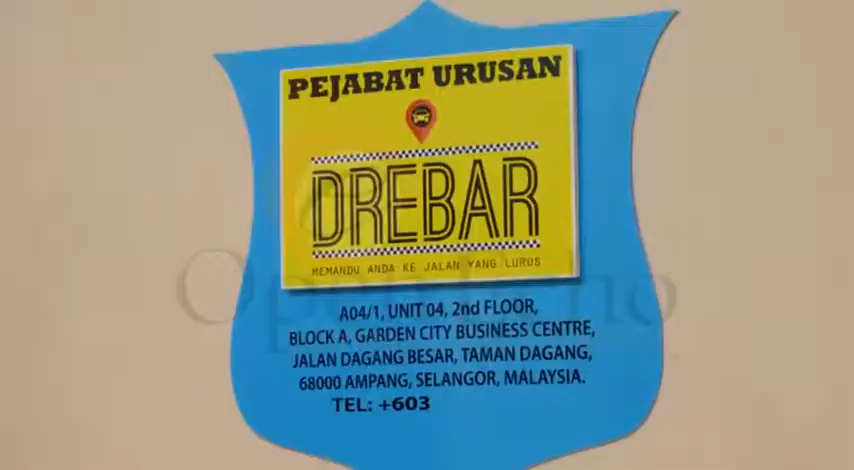 PEJABAT URUSAN
DREBAR
MEMANDU ANDA KE JALAN YANG LURUS
A04/1, UNIT 04, 2nd FLOOR,
BLOCK A, GARDEN CITY BUSINESS CENTRE,
JALAN DAGANG BESAR, TAMAN DAGANG,
68000 AMPANG, SELANGOR, MALAYSIA.
TEL: +603